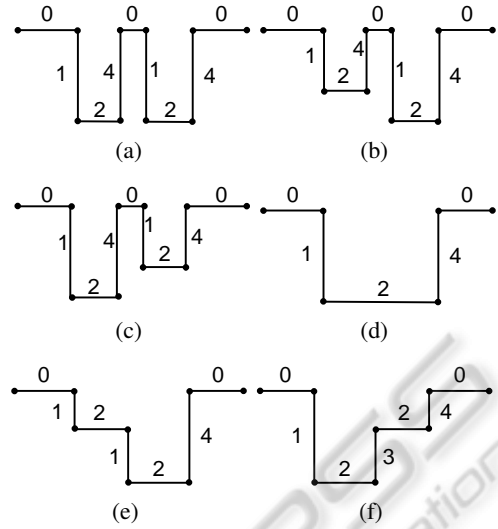 0 0 0 0 0 0
1 4 1 4 1 4 1 4
2 2 2 2
(a) (b)
0 0 0 0 0
1 4 1 4 1 4
2 2 2
(c) (d)
0 0 0 0
1 2 2 4
1 4 1 3
2 2
(e) (f)